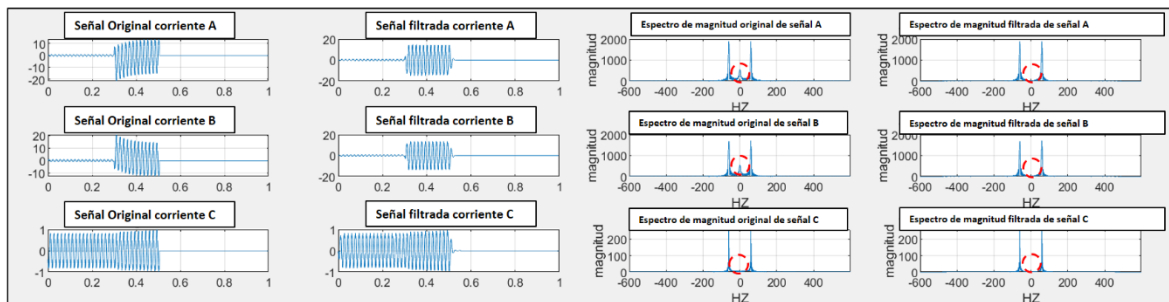 Señal Original corriente A
10
0
-10
-20
0 0.2 0.4 0.6 0.8 1
Señal filtrada corriente A
20
0
-20
0 0.2 0.4 0.6 0.8 1
Espectro de magnitud original de señal A
magnitud
2000
1000
0
-600 -400 -200 0 200 400
HZ
Espectro de magnitud filtrada de señal A
magnitud
2000
1000
0
-600 -400 -200 0 200 400
HZ
Señal Original corriente B
20
10
0
-10
0 0.2 0.4 0.6 0.8 1
Señal filtrada corriente B
20
0
-20
0 0.2 0.4 0.6 0.8 1
Espectro de magnitud original de señal B
magnitud
2000
1000
0
-600 -400 -200 0 200 400
HZ
Espectro de magnitud filtrada de señal B
magnitud
2000
1000
0
-600 -400 -200 0 200 400
HZ
Señal Original corriente C
1
0
-1
0 0.2 0.4 0.6 0.8 1
Señal filtrada corriente C
1
0
-1
0 0.2 0.4 0.6 0.8 1
Espectro de magnitud original de señal C
magnitud
200
100
0
-600 -400 -200 0 200 400
HZ
Espectro de magnitud filtrada de señal C
magnitud
200
100
0
-600 -400 -200 0 200 400
HZ